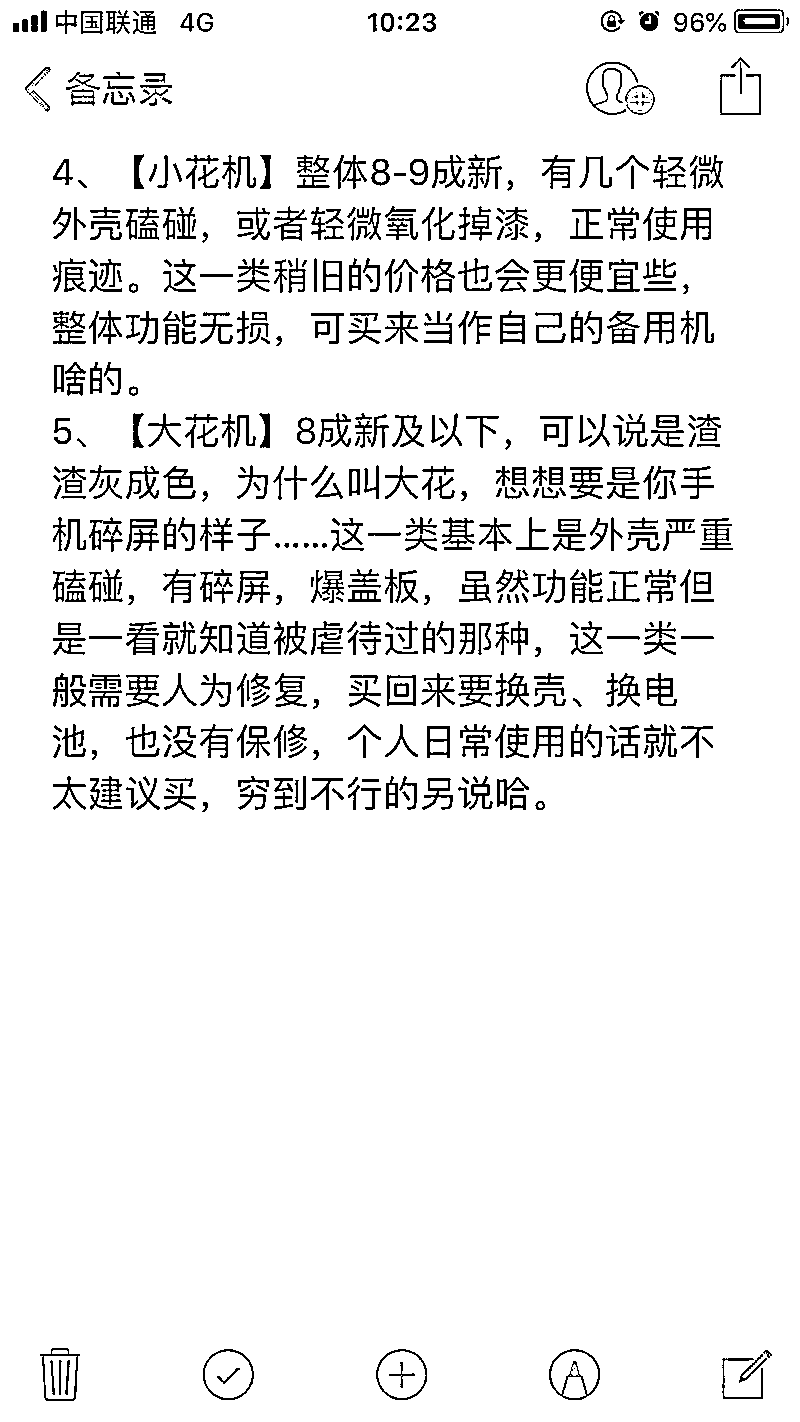 中国联通 4G 10:23 96%
备忘录
4、【小花机】整体8-9成新，有几个轻微
外壳磕碰，或者轻微氧化掉漆，正常使用
痕迹。这一类稍旧的价格也会更便宜些，
整体功能无损，可买来当作自己的备用机
啥的。
5、【大花机】8成新及以下，可以说是渣
渣灰成色，为什么叫大花，想想要是你手
机碎屏的样子……这一类基本上是外壳严重
磕碰，有碎屏，爆盖板，虽然功能正常但
是一看就知道被虐待过的那种，这一类一
般需要人为修复，买回来要换壳、换电
池，也没有保修，个人日常使用的话就不
太建议买，穷到不行的另说哈。